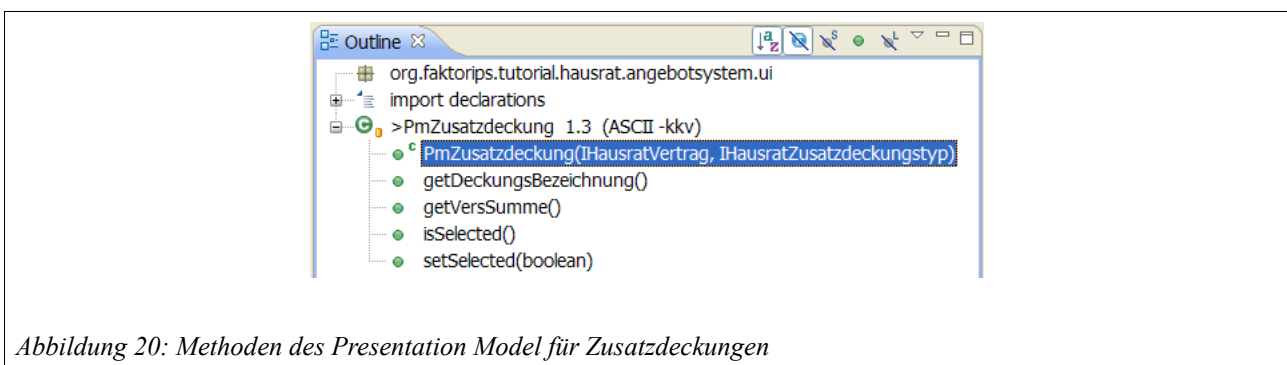 Outline
org.faktorips.tutorial.hausrat.angebotsystem.ui
import declarations
>PmZusatzdeckung 1.3 (ASCII -kkv)
PmZusatzdeckung(IHausratVertrag, IHausratZusatzdeckungstyp)
getDeckungsBezeichnung()
getVersSumme()
isSelected()
setSelected(boolean)
Abbildung 20: Methoden des Presentation Model für Zusatzdeckungen